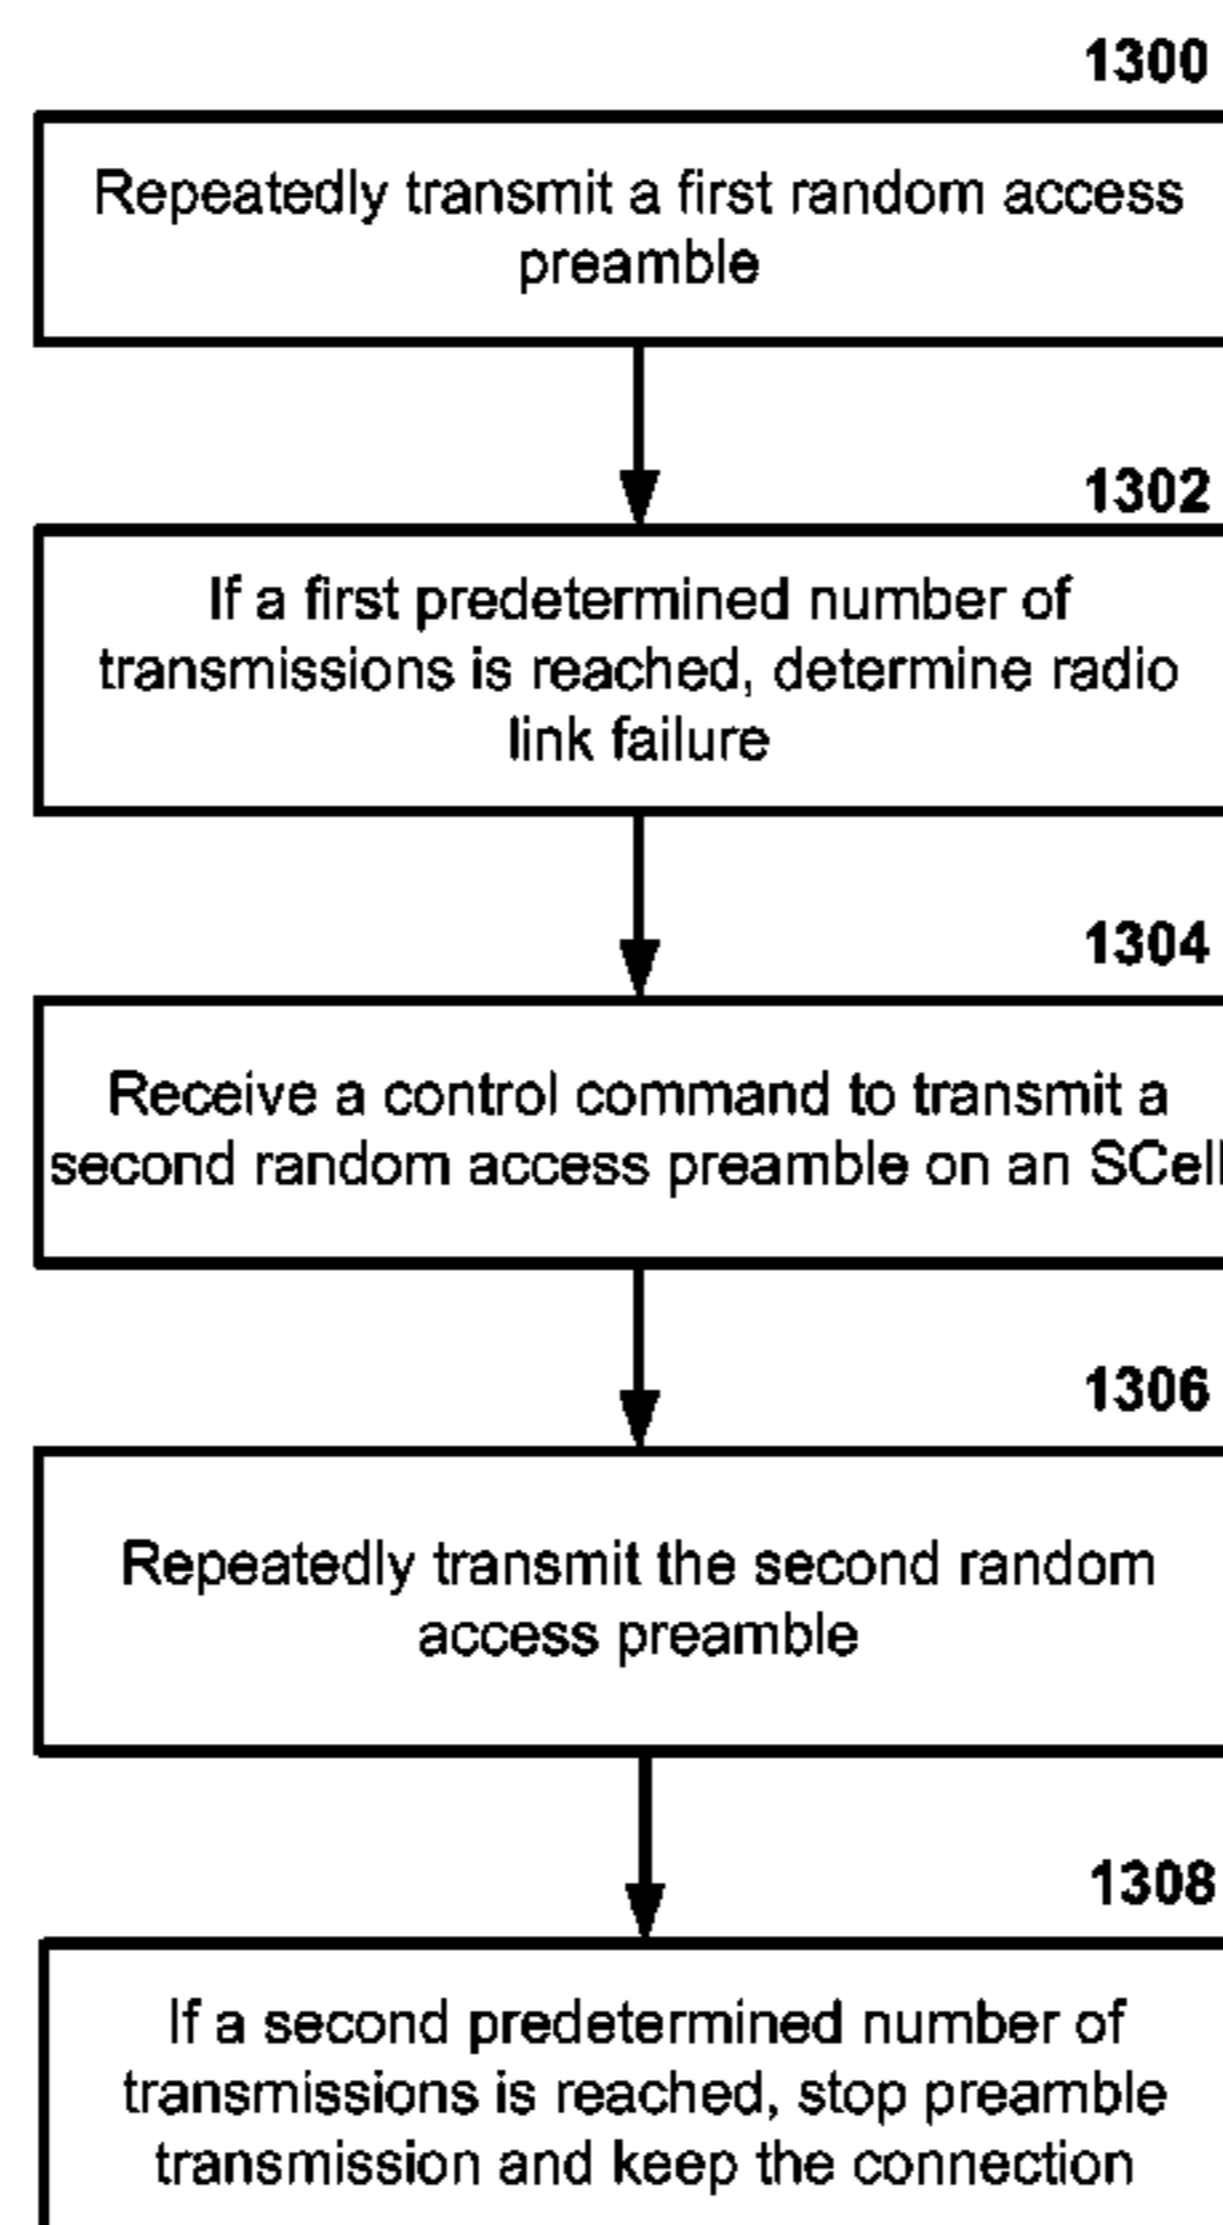 1300
Repeatedly transmit a first random access
preamble
1302
If a first predetermined number of
transmissions is reached, determine radio
link failure
1304
Receive a control command to transmit a
second random access preamble on an SCell
1306
Repeatedly transmit the second random
access preamble
1308
If a second predetermined number of
transmissions is reached, stop preamble
transmission and keep the connection